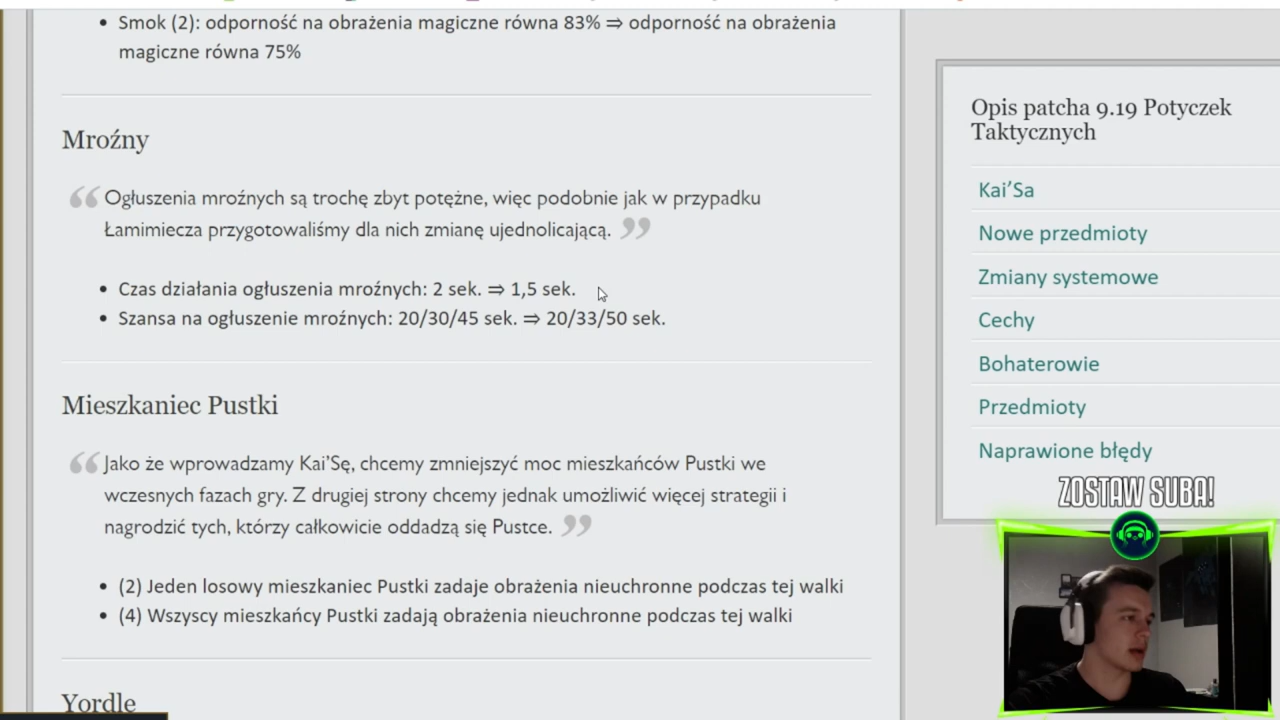 Smok (2): odporność na obrażenia magiczne równa 83% ⇒ odporność na obrażenia
magiczne równa 75%
Mroźny
“ Ogłuszenia mroźnych są trochę zbyt potężne, więc podobnie jak w przypadku
Łamimiecza przygotowaliśmy dla nich zmianę ujednolicającą. ”
• Czas działania ogłuszenia mroźnych: 2 sek. ⇒ 1,5 sek.
• Szansa na ogłuszenie mroźnych: 20/30/45 sek. ⇒ 20/33/50 sek.
Mieszkaniec Pustki
“ Jako że wprowadzamy Kai’Sę, chcemy zmniejszyć moc mieszkańców Pustki we
wczesnych fazach gry. Z drugiej strony chcemy jednak umożliwić więcej strategii i
nagrodzić tych, którzy całkowicie oddadzą się Pustce. ”
• (2) Jeden losowy mieszkaniec Pustki zadaje obrażenia nieuchronne podczas tej walki
• (4) Wszyscy mieszkańcy Pustki zadają obrażenia nieuchronne podczas tej walki
Yordle
Opis patcha 9.19 Potyczek
Taktycznych
Kai’Sa
Nowe przedmioty
Zmiany systemowe
Cechy
Bohaterowie
Przedmioty
Naprawione błędy
ZOSTAW SUBA!